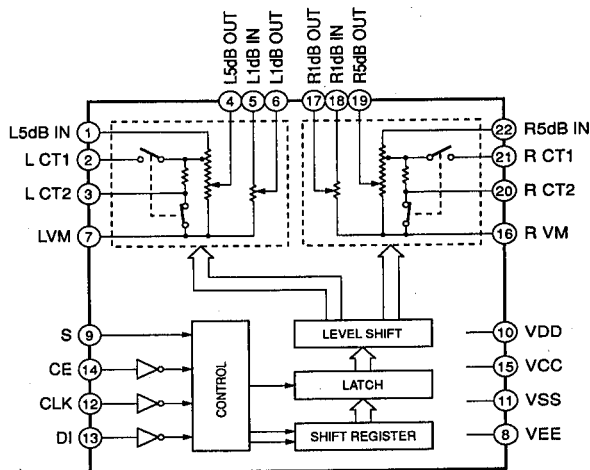 L5dB OUT
L1dB IN
L1dB OUT
R1dB OUT
R1dB IN
R5dB OUT
4 5 6 17 18 19
L5dB IN 1
22 R5dB IN
L CT1 2
21 R CT1
L CT2 3
20 R CT2
LVM 7
16 R VM
S 9
LEVEL SHIFT
10 VDD
CE 14
CONTROL
LATCH
15 VCC
CLK 12
11 VSS
DI 13
SHIFT REGISTER
8 VEE